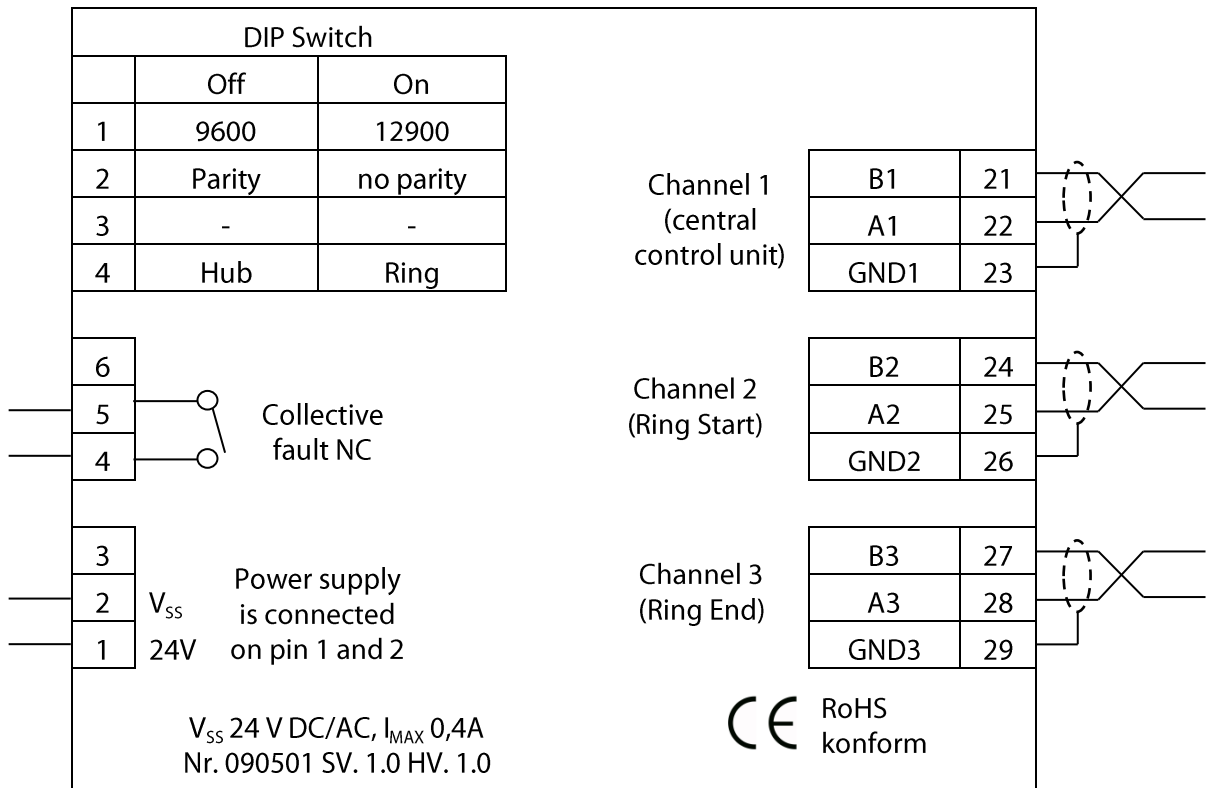 DIP Switch
Off On
1 9600 12900
2 Parity no parity
3 - -
4 Hub Ring
Channel 1
(central
control unit)
B1 21
A1 22
GND1 23
6
5
4
Collective
fault NC
Channel 2
(Ring Start)
B2 24
A2 25
GND2 26
3
2 VSS
1 24V
Power supply
is connected
on pin 1 and 2
Channel 3
(Ring End)
B3 27
A3 28
GND3 29
VSS 24 V DC/AC, IMAX 0,4A
Nr. 090501 SV. 1.0 HV. 1.0
CE
RoHS
konform